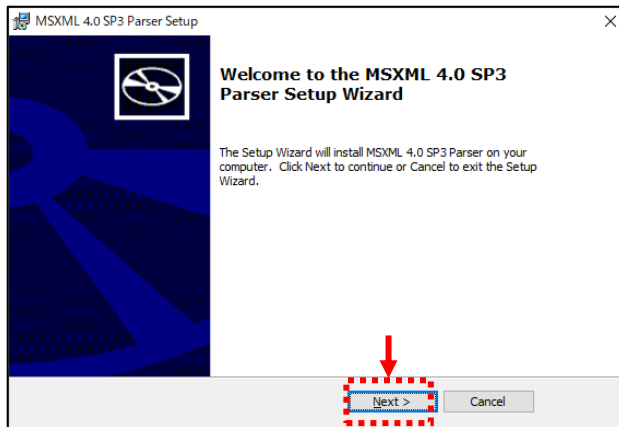 MSXML 4.0 SP3 Parser Setup
Welcome to the MSXML 4.0 SP3
Parser Setup Wizard
The Setup Wizard will install MSXML 4.0 SP3 Parser on your
computer. Click Next to continue or Cancel to exit the Setup
Wizard.
Next >
Cancel